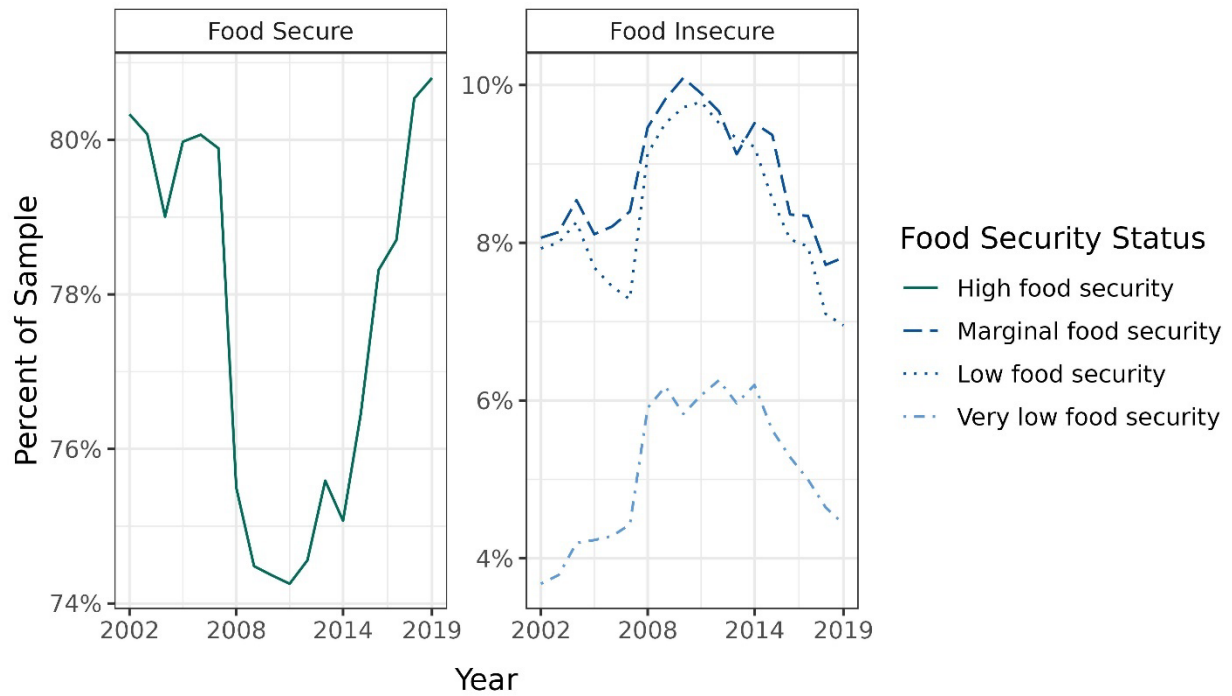 Food Secure
Food Insecure
Percent of Sample
80%
78%
76%
74%
2002
2008
2014
2019
10%
8%
6%
4%
2002
2008
2014
2019
Year
Food Security Status
High food security
Marginal food security
Low food security
Very low food security